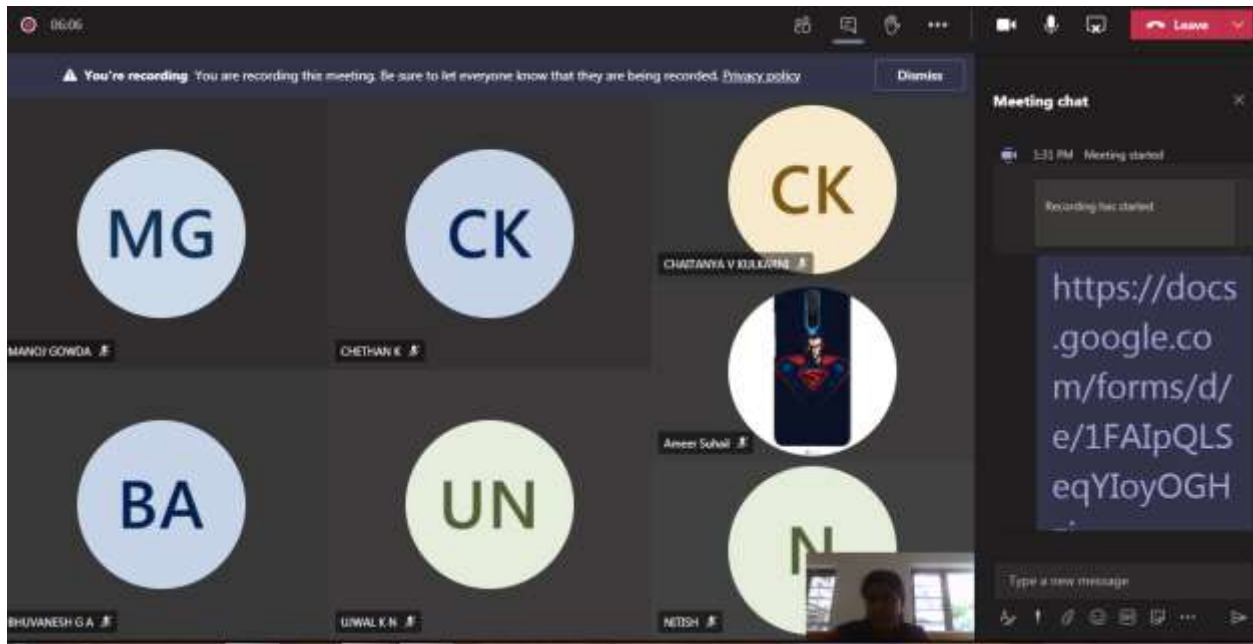 06:06
Leave
You're recording You are recording this meeting. Be sure to let everyone know that they are being recorded. Privacy policy
Dismiss
MG
MANOJ GOWDA
CK
CHETHAN K
CK
CHAITANYA V KULKARNI
Ameer Suhail
BA
BHUVANESH G A
UN
UJWAL K N
N
NITISH
Meeting chat
1:31 PM Meeting started
Recording has started
https://docs
.google.co
m/forms/d/
e/1FAIpQLS
eqYIoyOGH
Type a new message